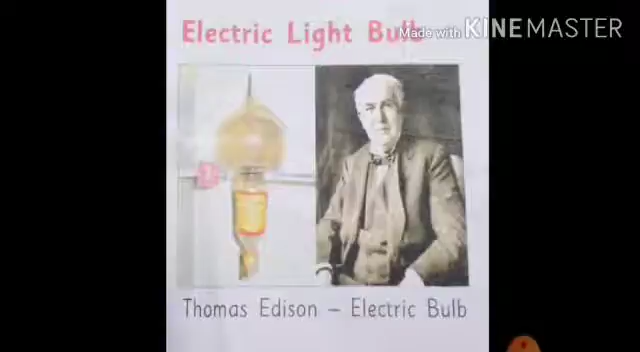 Electric Light Bulb
Made with KINEMASTER
Thomas Edison – Electric Bulb